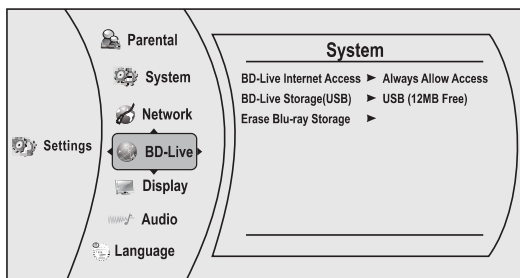 Settings
Parental
System
Network
BD-Live
Display
Audio
Language
System
BD-Live Internet Access ► Always Allow Access
BD-Live Storage(USB) ► USB (12MB Free)
Erase Blu-ray Storage ►